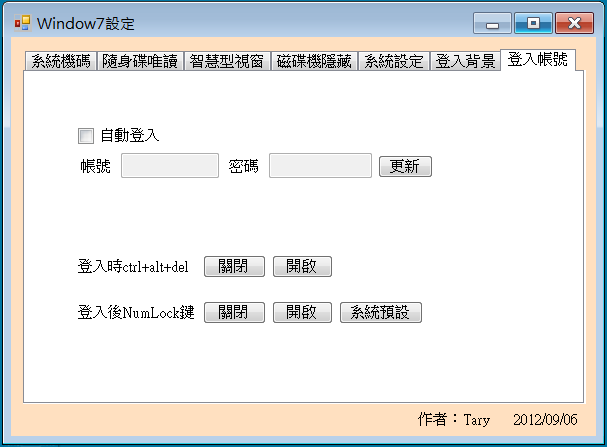 Window7設定
系統機碼 隨身碟唯讀 智慧型視窗 磁碟機隱藏 系統設定 登入背景 登入帳號
自動登入
帳號 密碼 更新
登入時ctrl+alt+del 關閉 開啟
登入後NumLock鍵 關閉 開啟 系統預設
作者：Tary 2012/09/06